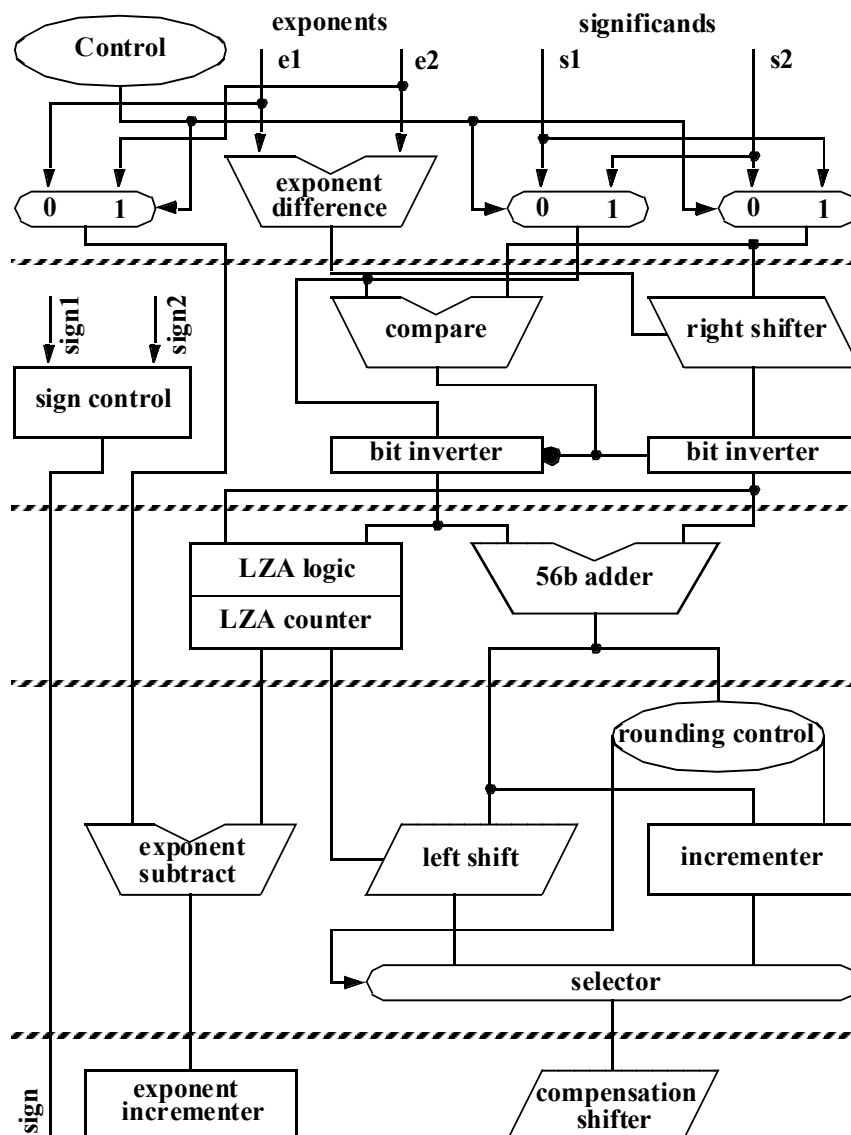 exponents
significands
Control
e1
e2
s1
s2
0
1
exponent
difference
0
1
0
1
sign1
sign2
compare
right shifter
sign control
bit inverter
bit inverter
LZA logic
56b adder
LZA counter
rounding control
exponent
subtract
left shift
incrementer
selector
sign
exponent
incrementer
compensation
shifter